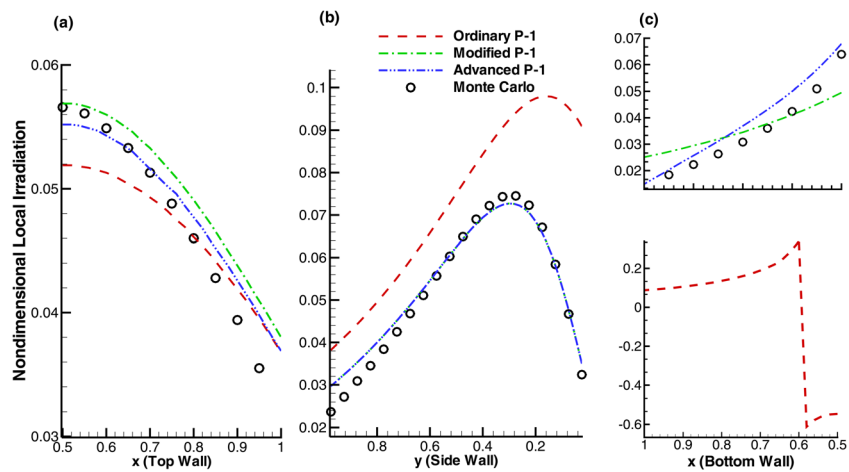 (a)
(b)
(c)
Ordinary P-1
Modified P-1
Advanced P-1
Monte Carlo
Nondimensional Local Irradiation
0.06
0.05
0.04
0.03
0.5 0.6 0.7 0.8 0.9 1
x (Top Wall)
0.1
0.09
0.08
0.07
0.06
0.05
0.04
0.03
0.02
0.8 0.6 0.4 0.2
y (Side Wall)
0.07
0.06
0.05
0.04
0.03
0.02
0.2
0
-0.2
-0.4
-0.6
1 0.9 0.8 0.7 0.6 0.5
x (Bottom Wall)